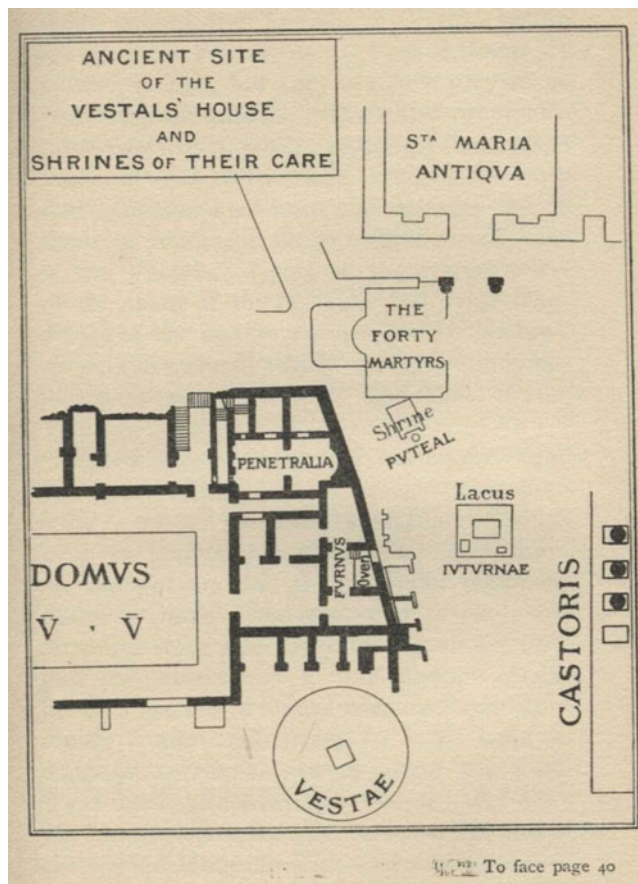 ANCIENT SITE
OF THE
VESTALS' HOUSE
AND
SHRINES OF THEIR CARE
STA MARIA
ANTIQVA
THE
FORTY
MARTYRS
Shrine
PVTEAL
PENETRALIA
Lacus
IVTVRNAE
FVRNVS
Oven
DOMVS
V̄ · V̄
CASTORIS
VESTAE
To face page 40